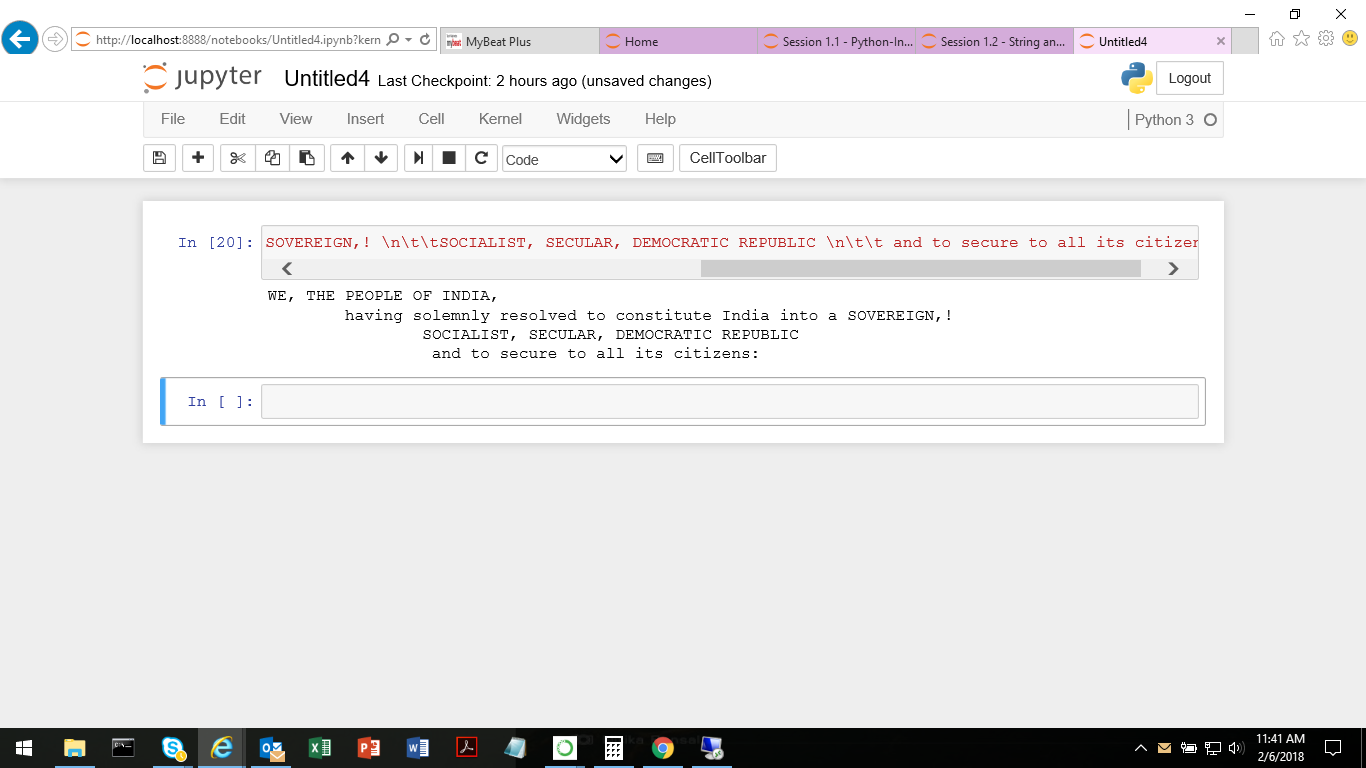 http://localhost:8888/notebooks/Untitled4.ipynb?kern
MyBeat Plus
Home
Session 1.1 - Python-In...
Session 1.2 - String an...
Untitled4
jupyter Untitled4 Last Checkpoint: 2 hours ago (unsaved changes)
Logout
File Edit View Insert Cell Kernel Widgets Help
Python 3
Code
CellToolbar
In [20]: SOVEREIGN,! \n\t\tSOCIALIST, SECULAR, DEMOCRATIC REPUBLIC \n\t\t and to secure to all its citizen
WE, THE PEOPLE OF INDIA,
having solemnly resolved to constitute India into a SOVEREIGN,!
SOCIALIST, SECULAR, DEMOCRATIC REPUBLIC
and to secure to all its citizens:
In [ ]:
11:41 AM
2/6/2018